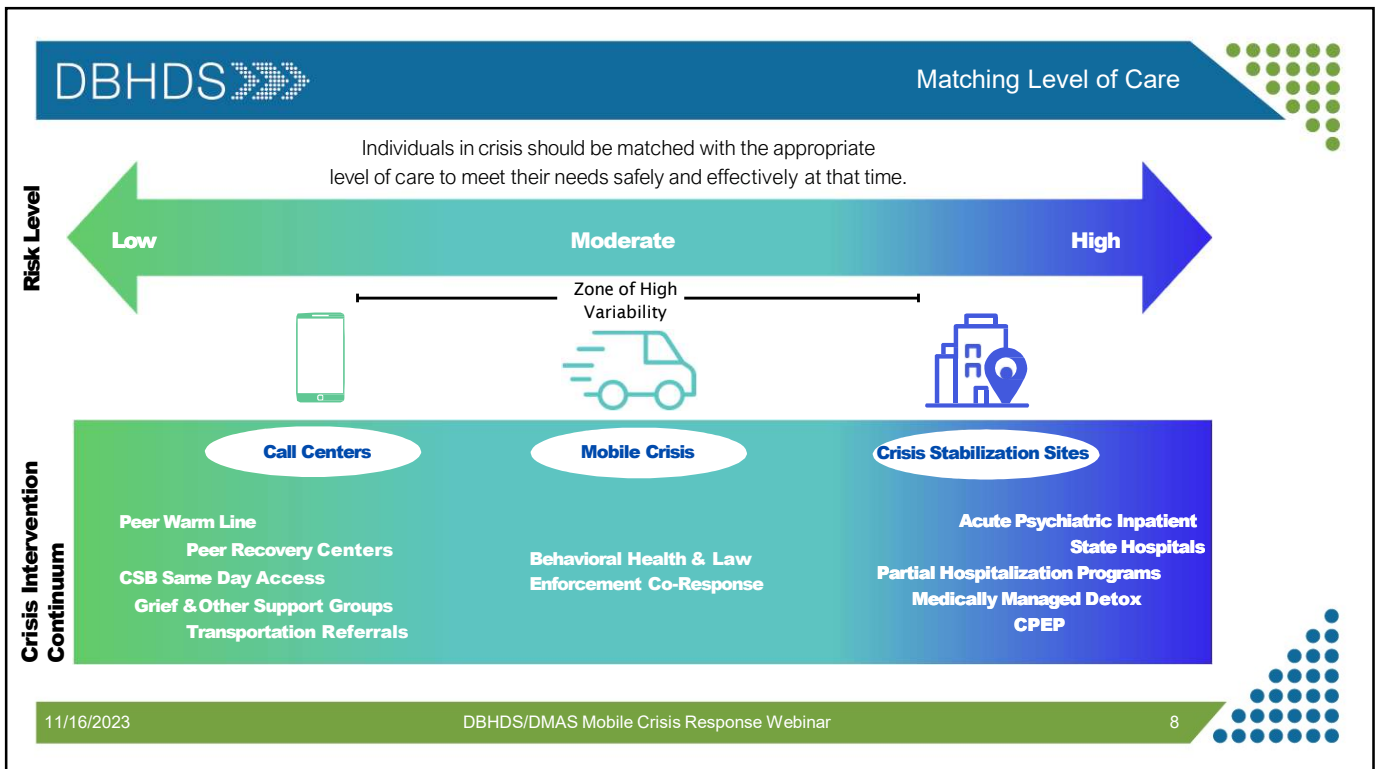 DBHDS
Matching Level of Care
Individuals in crisis should be matched with the appropriate
level of care to meet their needs safely and effectively at that time.
Risk Level
Low
Moderate
High
Zone of High
Variability
Crisis Intervention
Continuum
Call Centers
Mobile Crisis
Crisis Stabilization Sites
Peer Warm Line
Peer Recovery Centers
CSB Same Day Access
Grief & Other Support Groups
Transportation Referrals
Behavioral Health & Law
Enforcement Co-Response
Acute Psychiatric Inpatient
State Hospitals
Partial Hospitalization Programs
Medically Managed Detox
CPEP
11/16/2023
DBHDS/DMAS Mobile Crisis Response Webinar
8